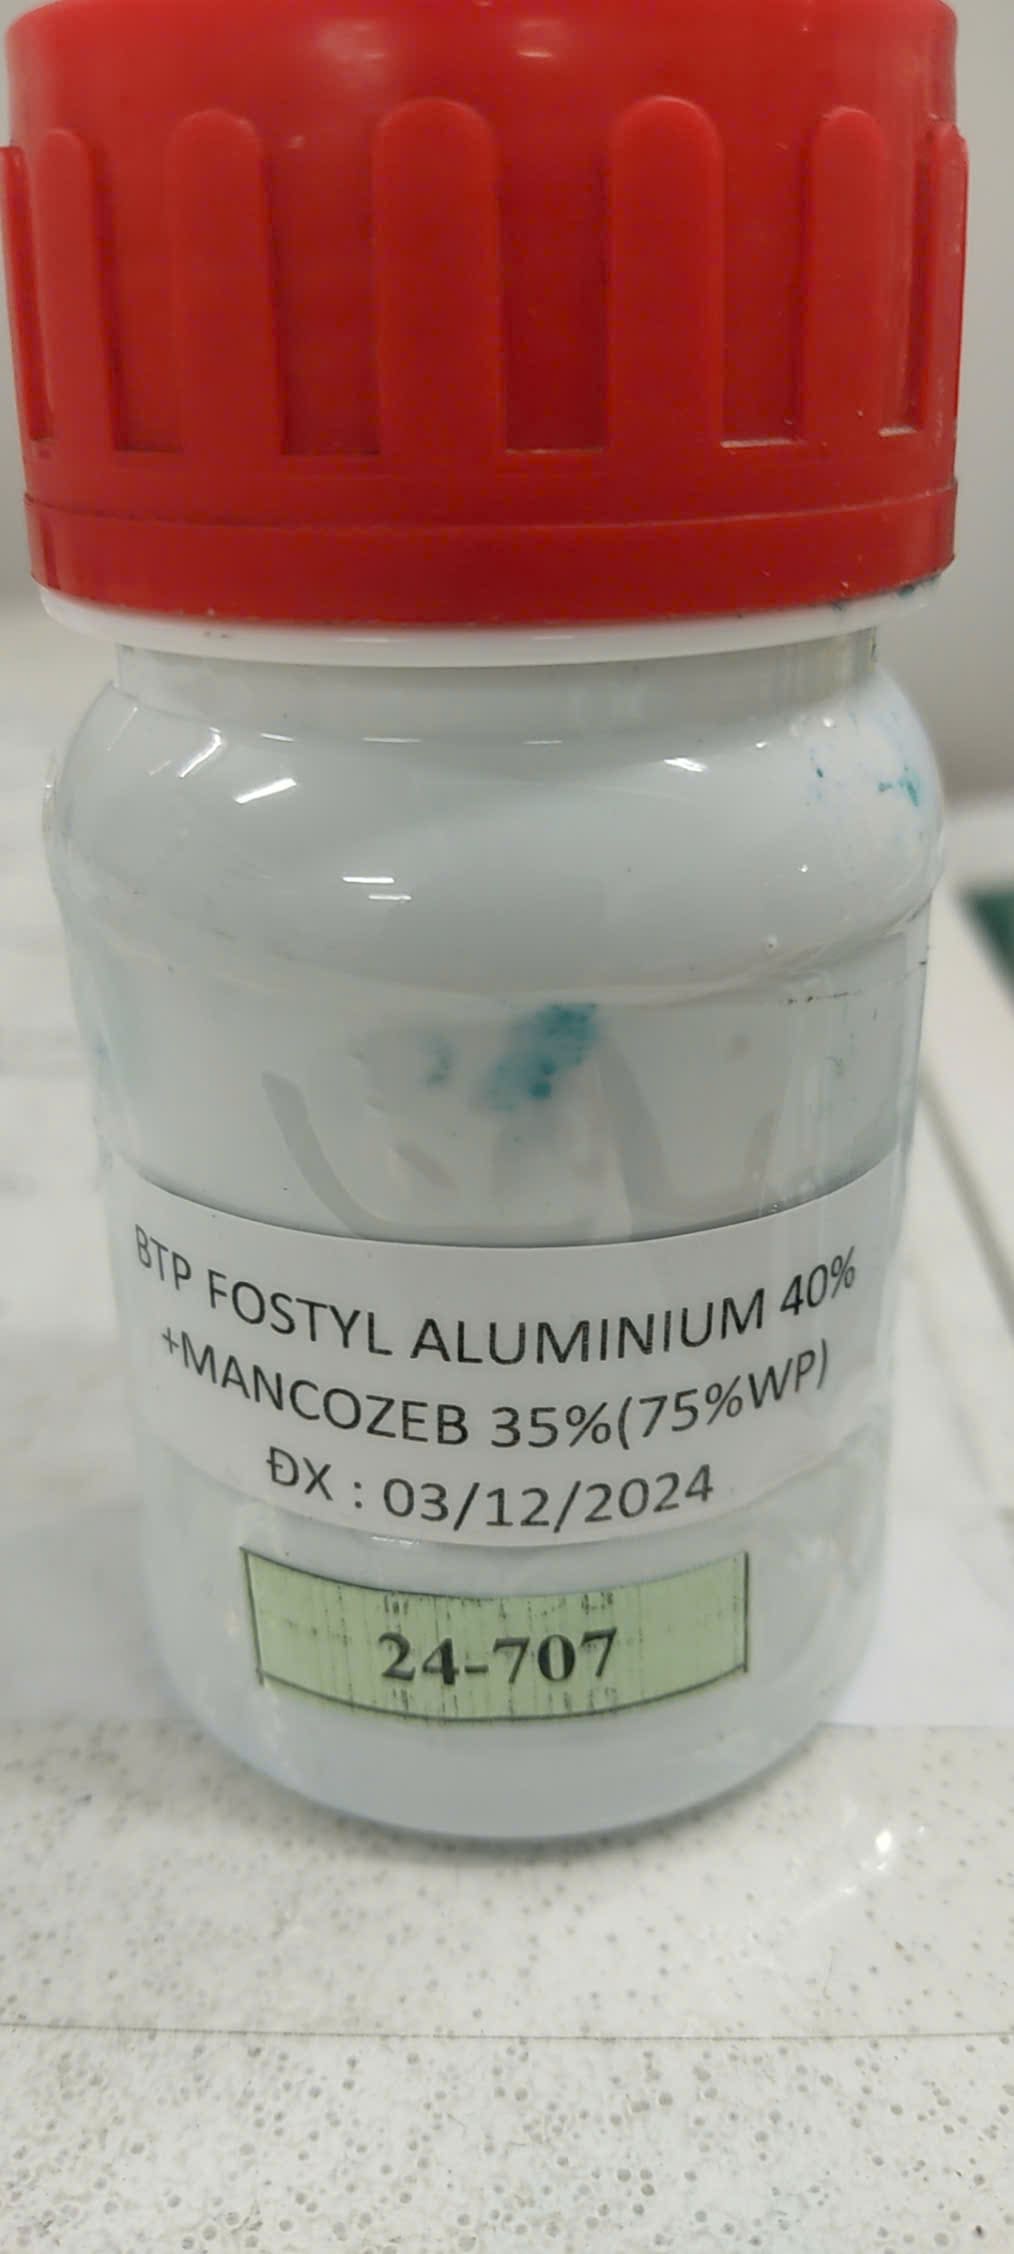 BTP FOSTYL ALUMINIUM 40%
+MANCOZEB 35%(75%WP)
ĐX : 03/12/2024
24-707